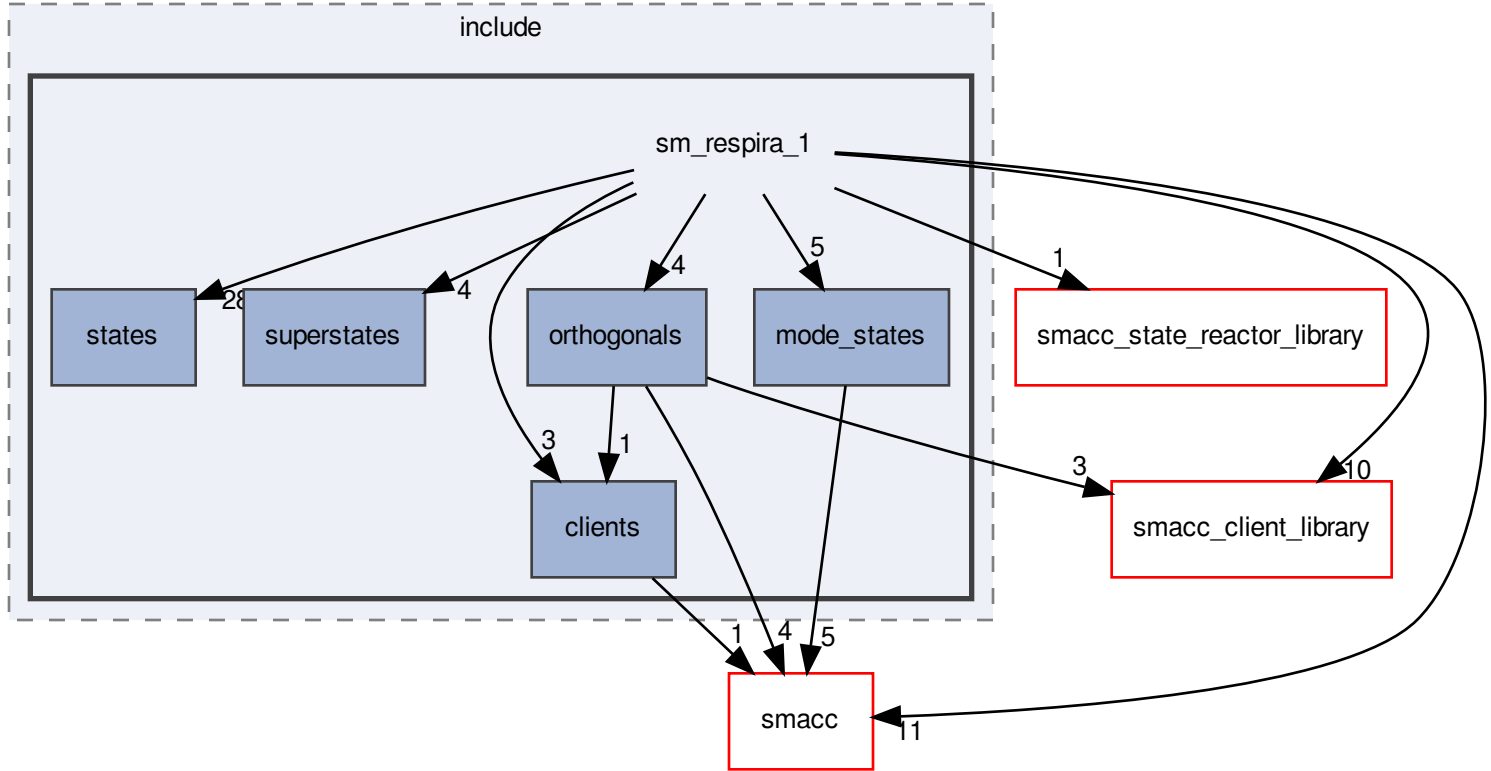 include
sm_respira_1
28
4
4
5
1
states
superstates
orthogonals
mode_states
smacc_state_reactor_library
3
1
3
10
clients
smacc_client_library
1
4
5
smacc
11